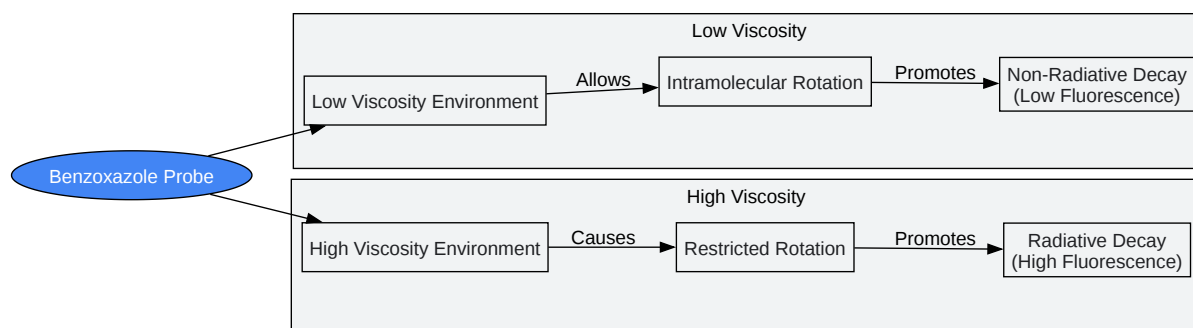 Low Viscosity
Low Viscosity Environment
Allows
Intramolecular Rotation
Promotes
Non-Radiative Decay
(Low Fluorescence)
Benzoxazole Probe
High Viscosity
High Viscosity Environment
Causes
Restricted Rotation
Promotes
Radiative Decay
(High Fluorescence)